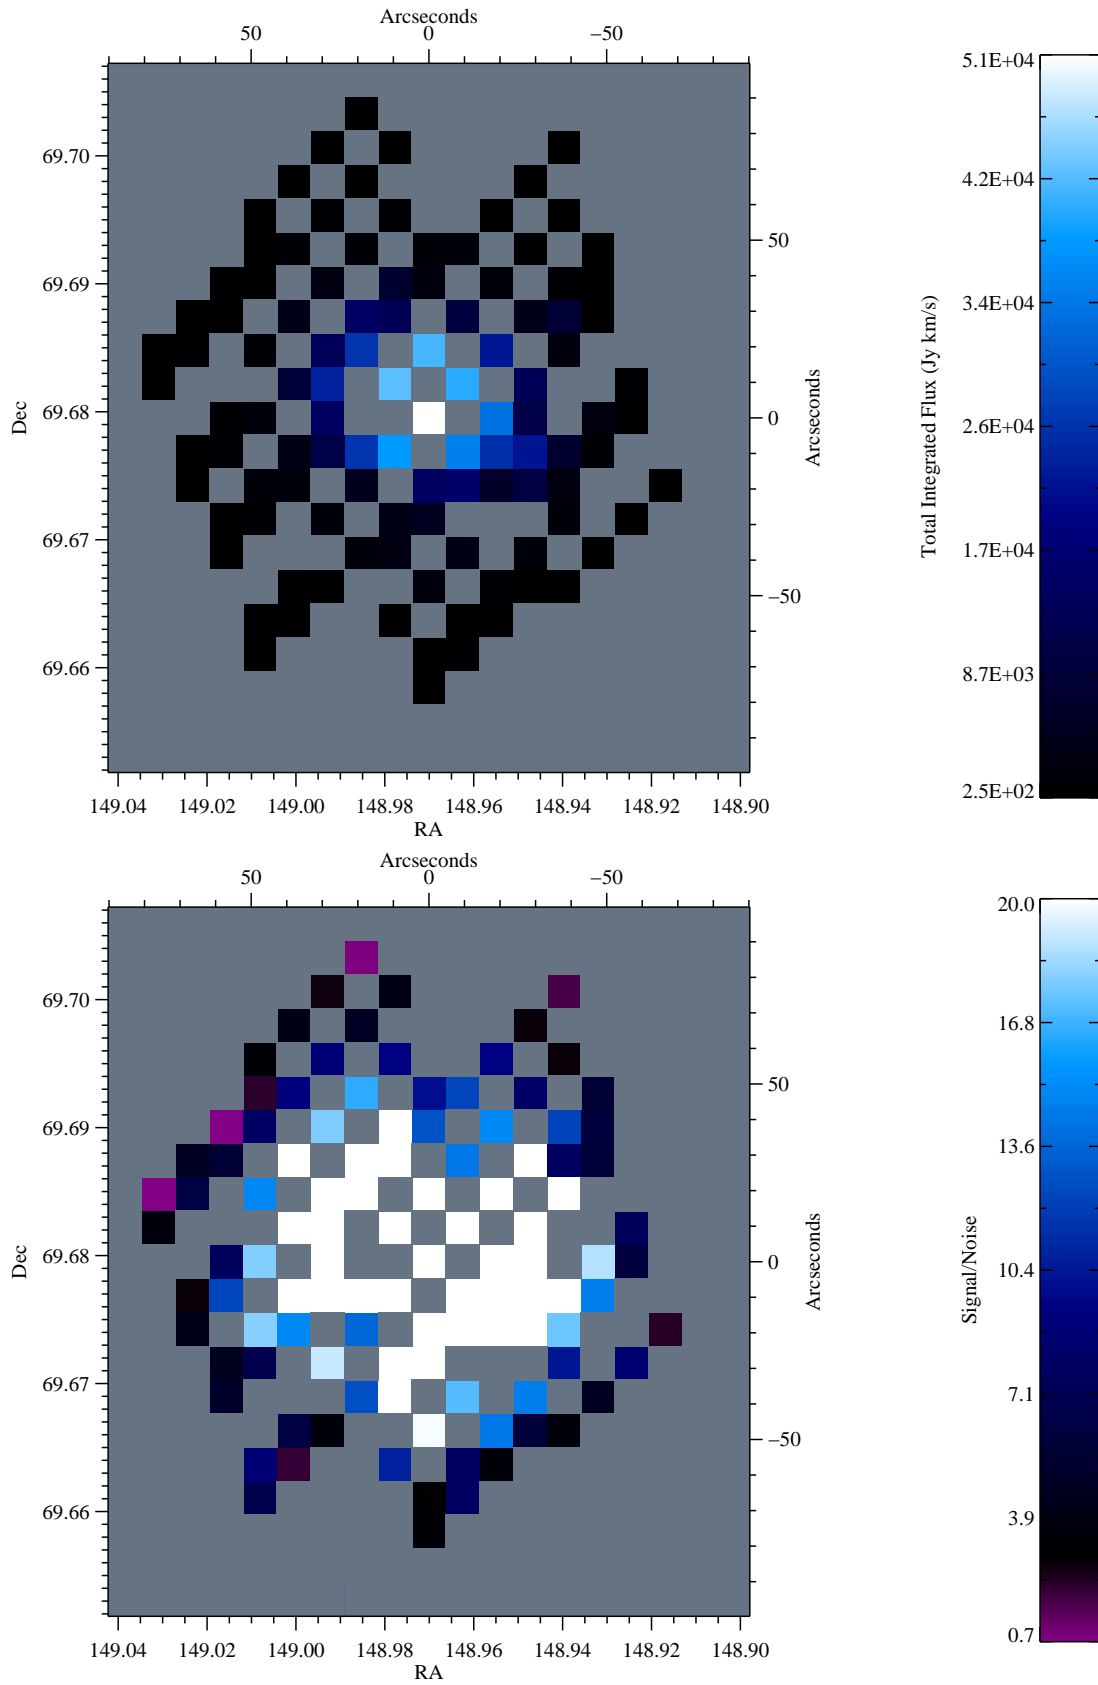 Arcseconds
50 0 −50
69.70
69.69
69.68
69.67
69.66
Dec
50
0
−50
Arcseconds
149.04 149.02 149.00 148.98 148.96 148.94 148.92 148.90
RA
5.1E+04
4.2E+04
3.4E+04
2.6E+04
1.7E+04
8.7E+03
2.5E+02
Total Integrated Flux (Jy km/s)
Arcseconds
50 0 −50
69.70
69.69
69.68
69.67
69.66
Dec
50
0
−50
Arcseconds
149.04 149.02 149.00 148.98 148.96 148.94 148.92 148.90
RA
20.0
16.8
13.6
10.4
7.1
3.9
0.7
Signal/Noise